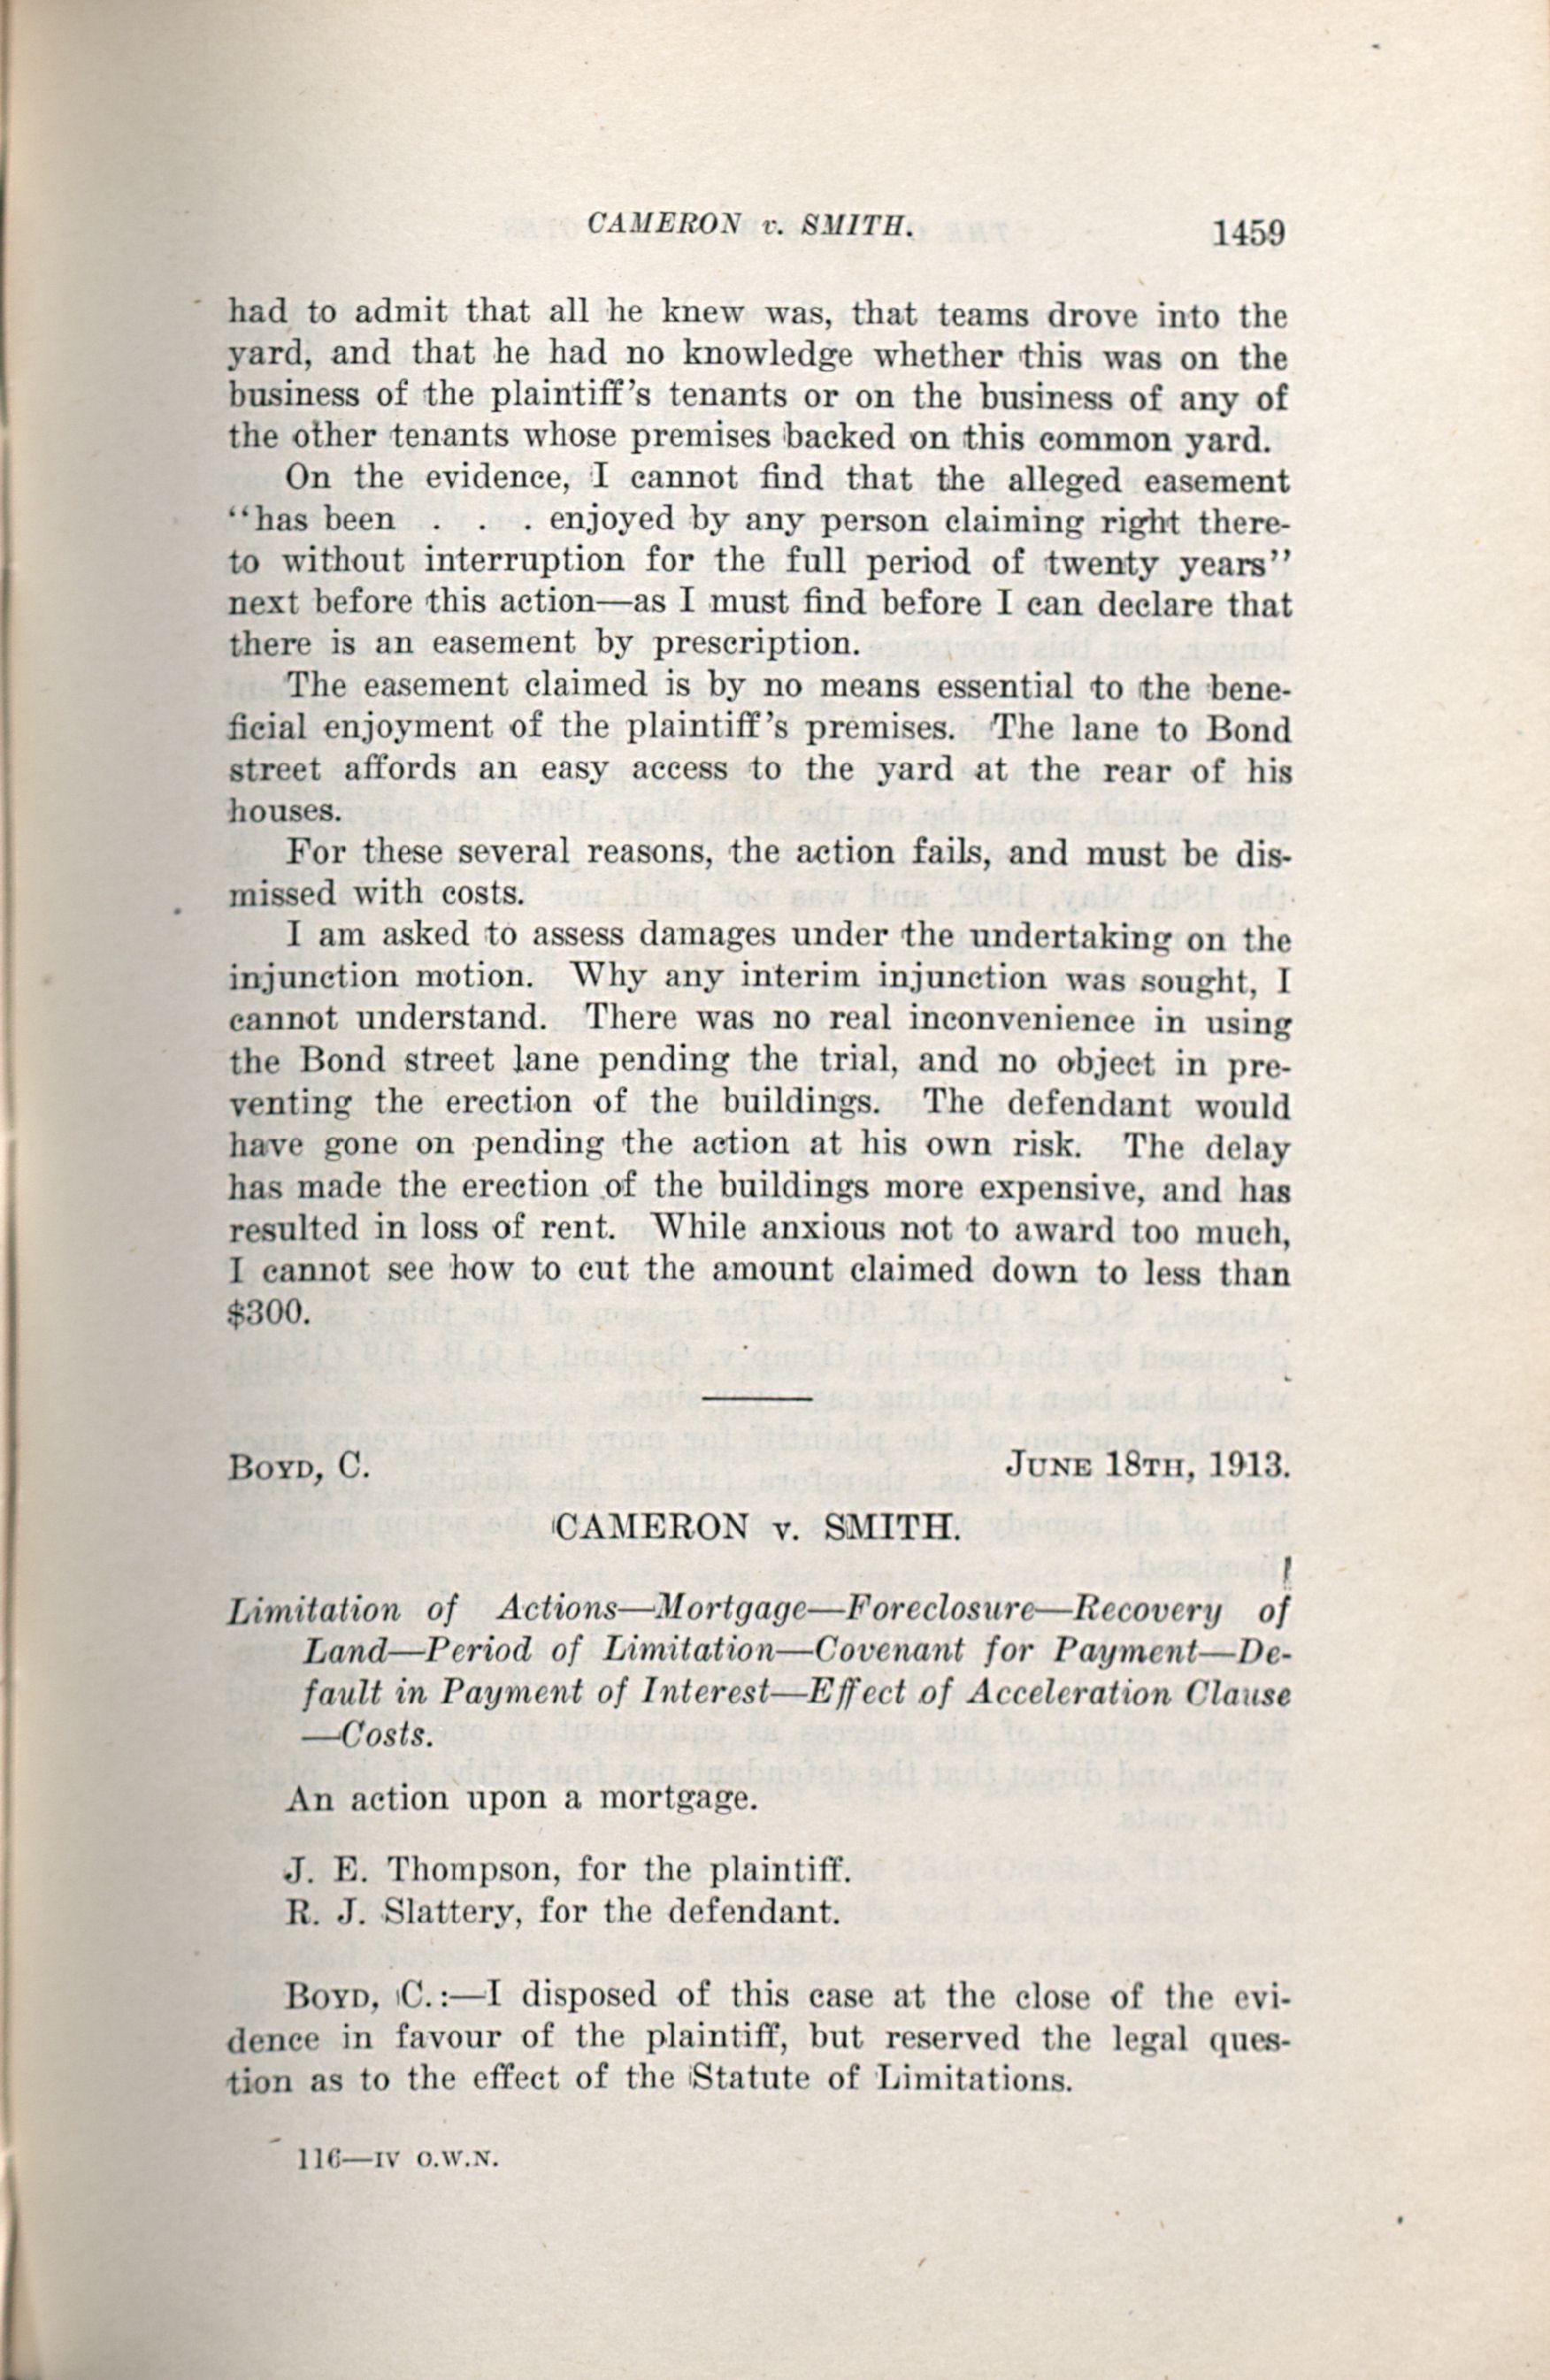 CAMERON v. SMITH. 1459
had to admit that all he knew was, that teams drove into the
yard, and that he had no knowledge whether this was on the
business of the plaintiff's tenants or on the business of any of
the other tenants whose premises backed on this common yard.
On the evidence, I cannot find that the alleged easement
“has been . . . enjoyed by any person claiming right there-
to without interruption for the full period of twenty years”
next before this action—as I must find before I can declare that
there is an easement by prescription.
The easement claimed is by no means essential to the bene-
ficial enjoyment of the plaintiff's premises. The lane to Bond
street affords an easy access to the yard at the rear of his
houses.
For these several reasons, the action fails, and must be dis-
missed with costs.
I am asked to assess damages under the undertaking on the
injunction motion. Why any interim injunction was sought, I
cannot understand. There was no real inconvenience in using
the Bond street lane pending the trial, and no object in pre-
venting the erection of the buildings. The defendant would
have gone on pending the action at his own risk. The delay
has made the erection of the buildings more expensive, and has
resulted in loss of rent. While anxious not to award too much,
I cannot see how to cut the amount claimed down to less than
$300.
BOYD, C. JUNE 18TH, 1913.
CAMERON v. SMITH.
Limitation of Actions—Mortgage—Foreclosure—Recovery of
Land—Period of Limitation—Covenant for Payment—De-
fault in Payment of Interest—Effect of Acceleration Clause
—Costs.
An action upon a mortgage.
J. E. Thompson, for the plaintiff.
R. J. Slattery, for the defendant.
BOYD, C.:—I disposed of this case at the close of the evi-
dence in favour of the plaintiff, but reserved the legal ques-
tion as to the effect of the Statute of Limitations.
116—IV O.W.N.